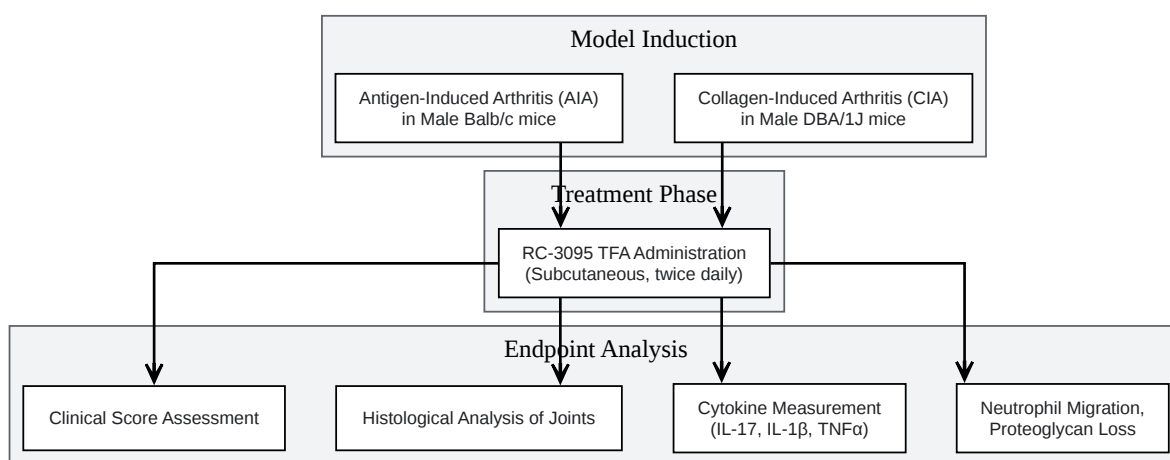 Model Induction
Antigen-Induced Arthritis (AIA)
in Male Balb/c mice
Collagen-Induced Arthritis (CIA)
in Male DBA/1J mice
Treatment Phase
RC-3095 TFA Administration
(Subcutaneous, twice daily)
Endpoint Analysis
Clinical Score Assessment
Histological Analysis of Joints
Cytokine Measurement
(IL-17, IL-1β, TNFα)
Neutrophil Migration,
Proteoglycan Loss